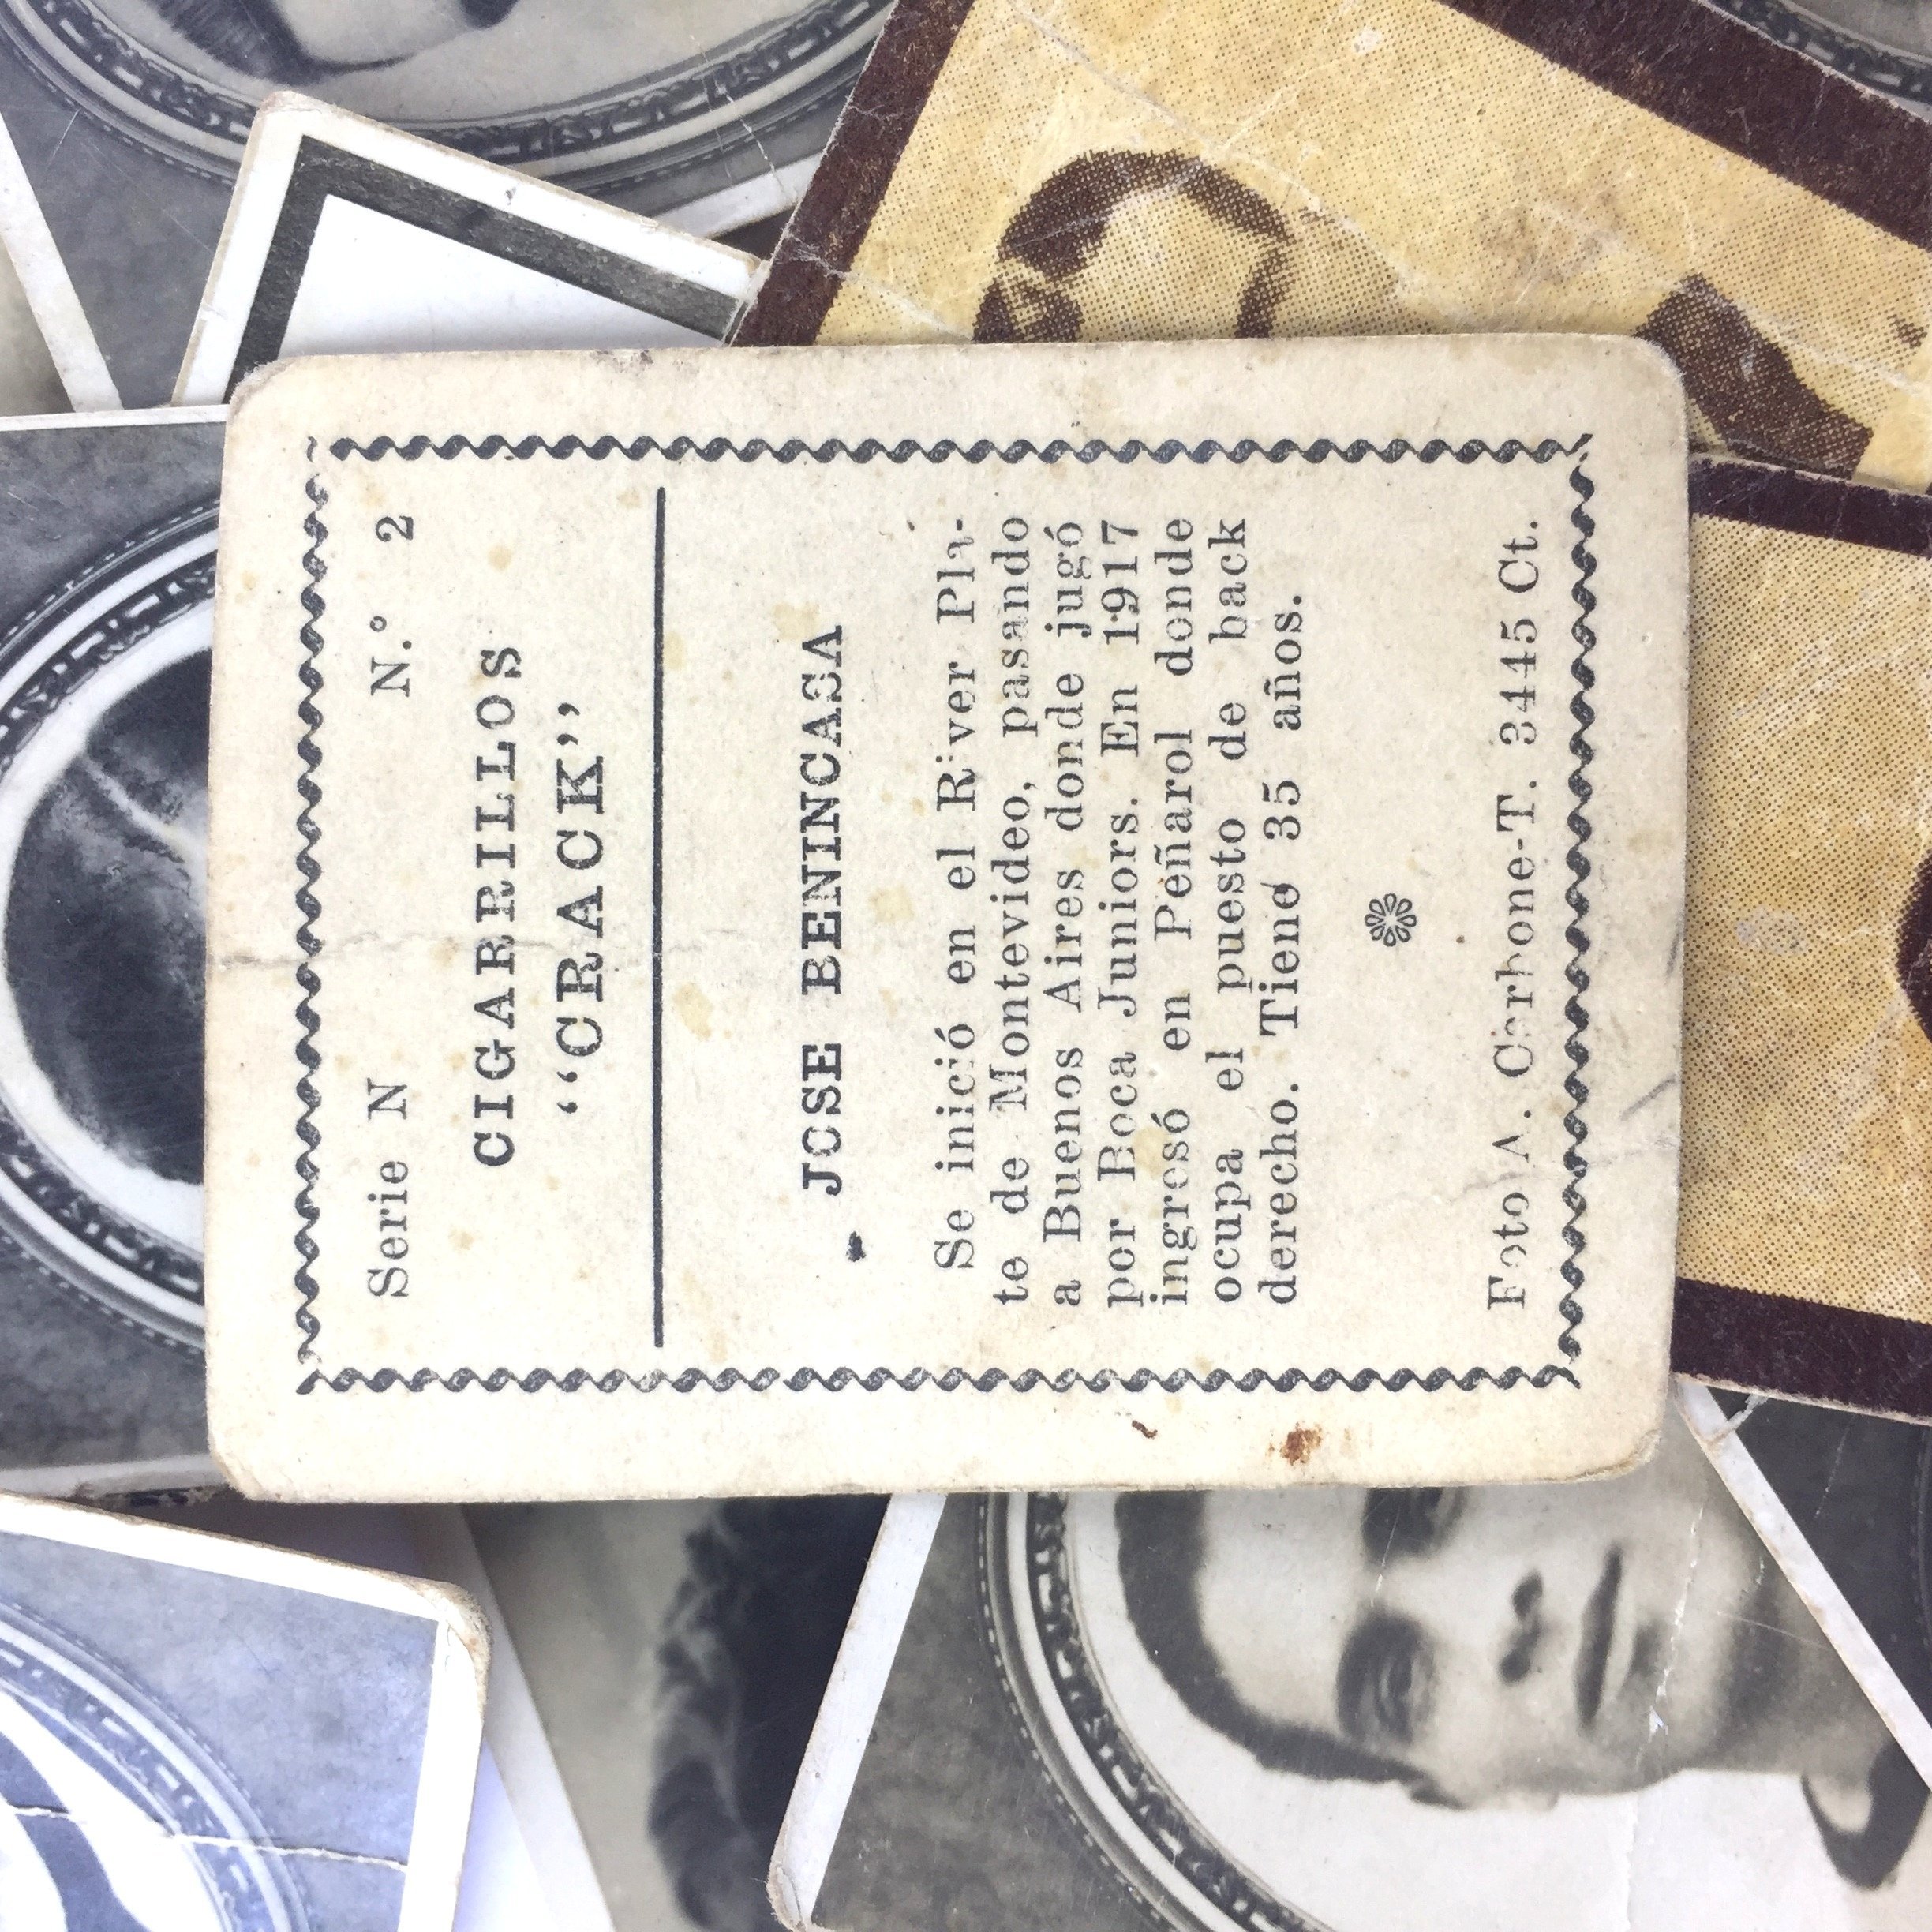 Serie N N.° 2
CIGARRILLOS
“CRACK”
JOSE BENINCASA
Se inició en el River Pla-
te de Montevideo, pasando
a Buenos Aires donde jugó
por Boca Juniors. En 1917
ingresó en Peñarol donde
ocupa el puesto de back
derecho. Tiene 35 años.
Foto A. Carbone-T. 3445 Ct.